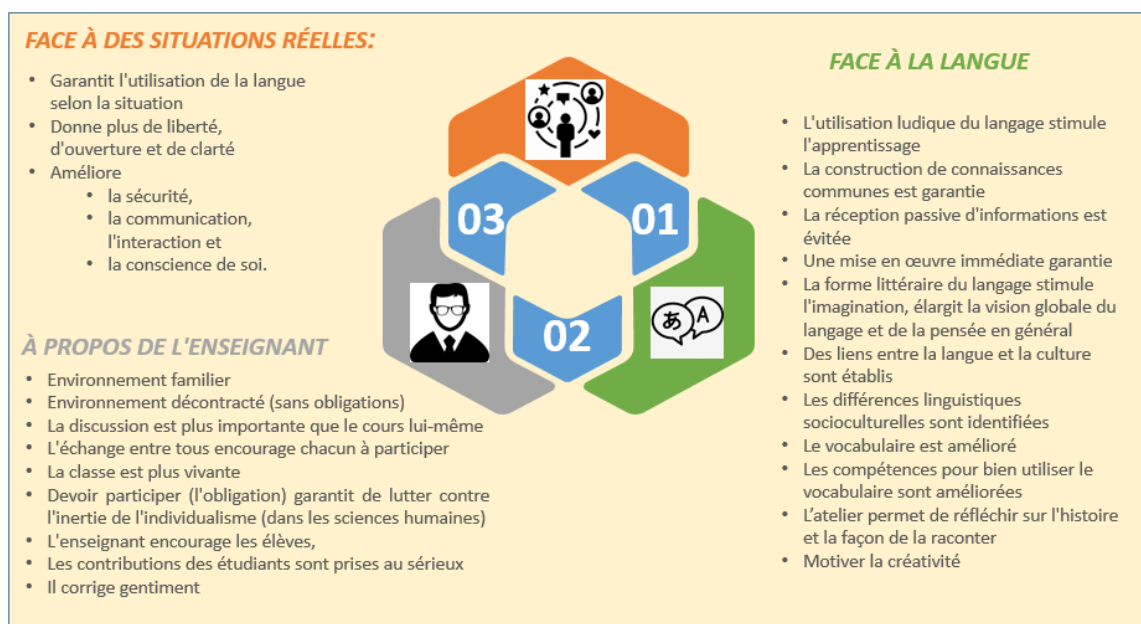 FACE À DES SITUATIONS RÉELLES:
• Garantit l'utilisation de la langue
selon la situation
• Donne plus de liberté,
d'ouverture et de clarté
• Améliore
• la sécurité,
• la communication,
l'interaction et
• la conscience de soi.
À PROPOS DE L'ENSEIGNANT
• Environnement familier
• Environnement décontracté (sans obligations)
• La discussion est plus importante que le cours lui-même
• L'échange entre tous encourage chacun à participer
• La classe est plus vivante
• Devoir participer (l'obligation) garantit de lutter contre
l'inertie de l'individualisme (dans les sciences humaines)
• L'enseignant encourage les élèves,
• Les contributions des étudiants sont prises au sérieux
• Il corrige gentiment
03
01
02
あ
A
FACE À LA LANGUE
• L'utilisation ludique du langage stimule
l'apprentissage
• La construction de connaissances
communes est garantie
• La réception passive d'informations est
évitée
• Une mise en œuvre immédiate garantie
• La forme littéraire du langage stimule
l'imagination, élargit la vision globale du
langage et de la pensée en général
• Des liens entre la langue et la culture
sont établis
• Les différences linguistiques
socioculturelles sont identifiées
• Le vocabulaire est amélioré
• Les compétences pour bien utiliser le
vocabulaire sont améliorées
• L’atelier permet de réfléchir sur l'histoire
et la façon de la raconter
• Motiver la créativité